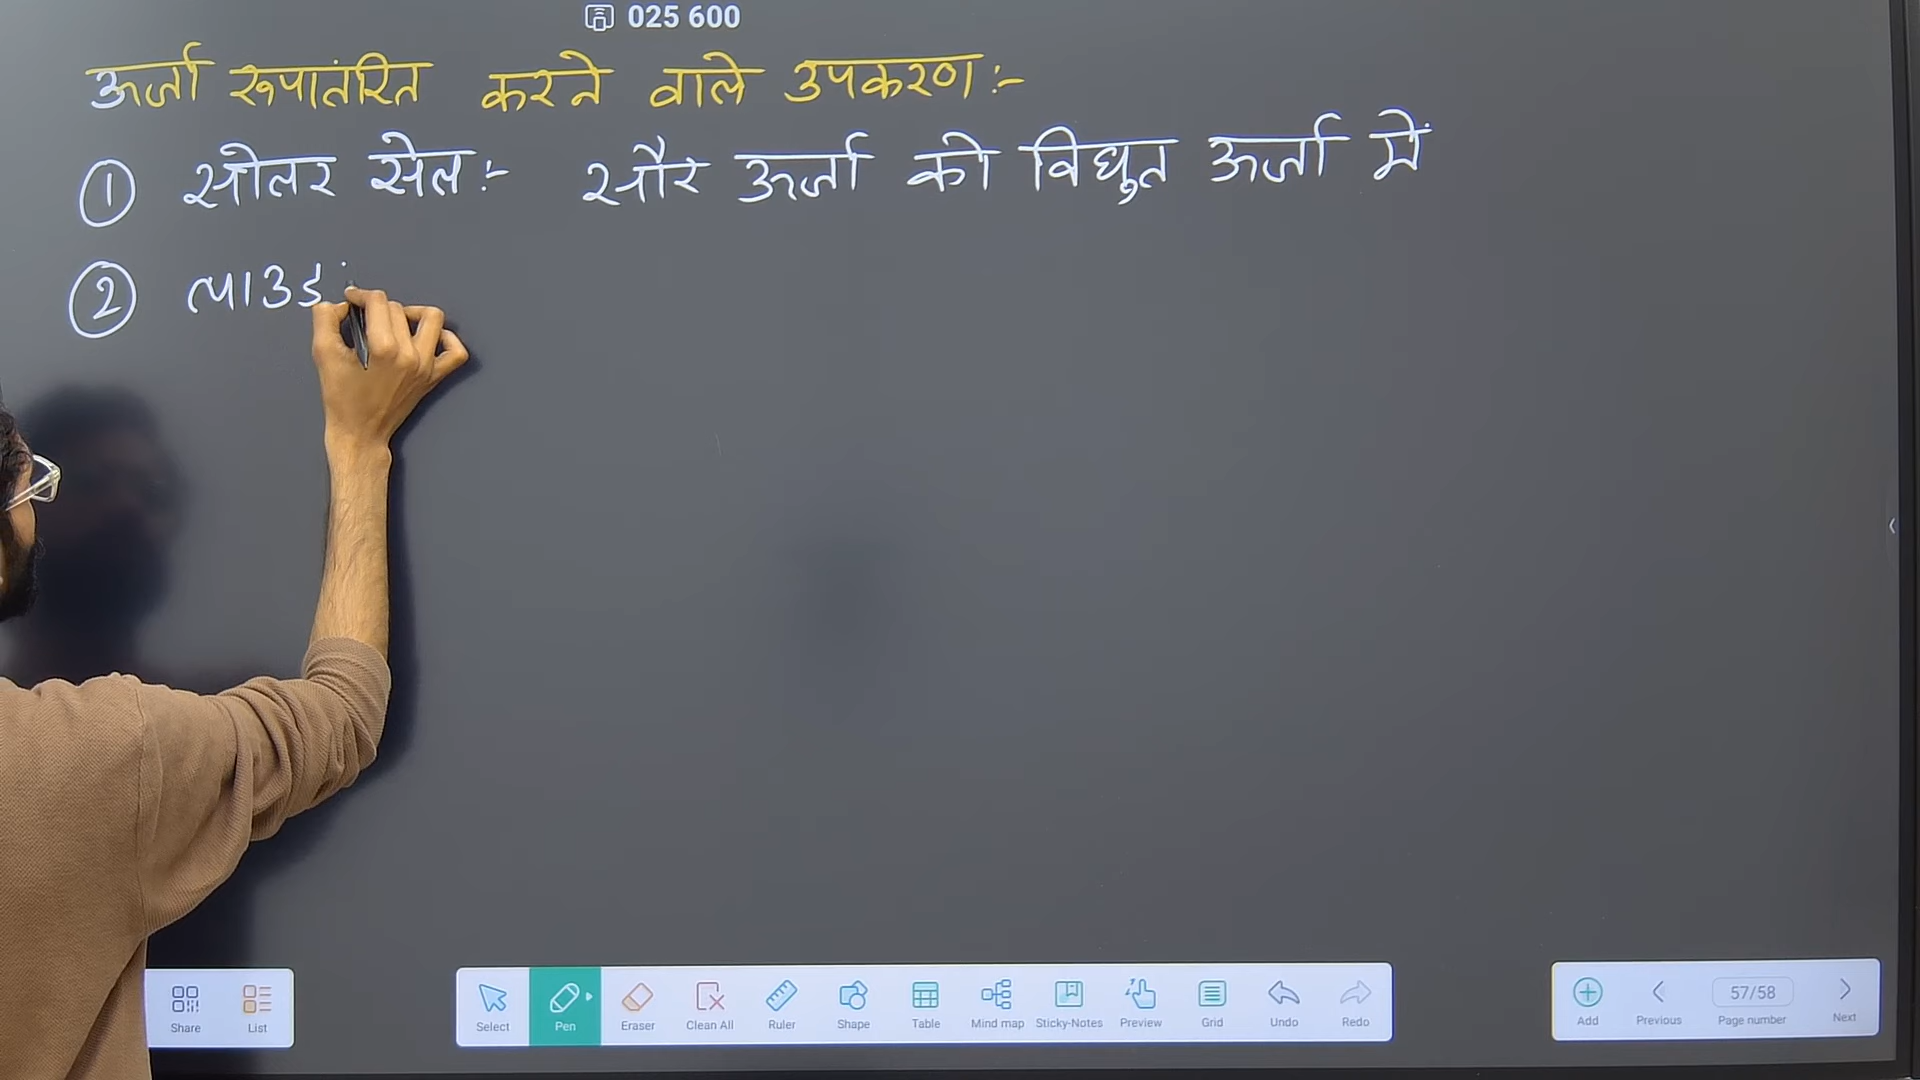 025 600
ऊर्जा रूपांतरित करने वाले उपकरण :-
① सोलर सेल :- सौर ऊर्जा को विधुत ऊर्जा में
② लाउड
Share
List
Select
Pen
Eraser
Clean All
Ruler
Shape
Table
Mind map
Sticky-Notes
Preview
Grid
Undo
Redo
Add
Previous
57/58
Page number
Next